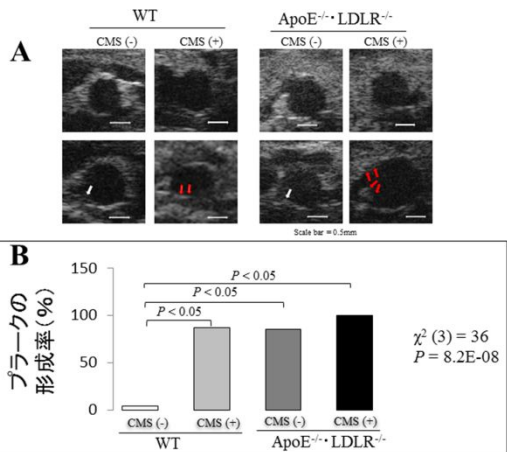 WT
ApoE⁻/⁻・LDLR⁻/⁻
CMS (-)
CMS (+)
CMS (-)
CMS (+)
A
Scale bar = 0.5mm
B
プラークの
形成率(%)
150
100
50
0
P < 0.05
P < 0.05
P < 0.05
χ² (3) = 36
P = 8.2E-08
CMS (-)
CMS (+)
CMS (-)
CMS (+)
WT
ApoE⁻/⁻・LDLR⁻/⁻